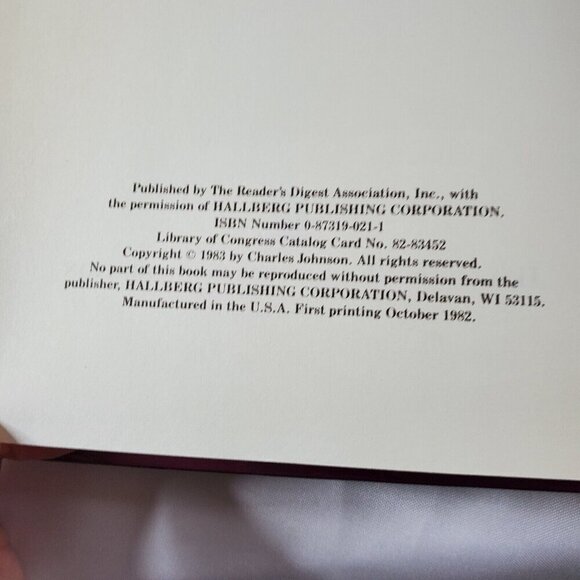 Published by The Reader's Digest Association, Inc., with
the permission of HALLBERG PUBLISHING CORPORATION.
ISBN Number 0-87319-021-1
Library of Congress Catalog Card No. 82-83452
Copyright © 1983 by Charles Johnson. All rights reserved.
No part of this book may be reproduced without permission from the
publisher, HALLBERG PUBLISHING CORPORATION, Delavan, WI 53115.
Manufactured in the U.S.A. First printing October 1982.